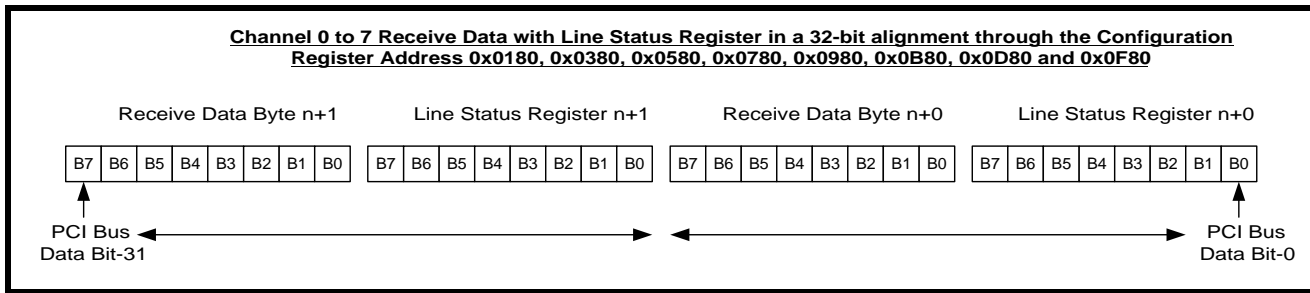 Channel 0 to 7 Receive Data with Line Status Register in a 32-bit alignment through the Configuration
Register Address 0x0180, 0x0380, 0x0580, 0x0780, 0x0980, 0x0B80, 0x0D80 and 0x0F80
Receive Data Byte n+1 Line Status Register n+1 Receive Data Byte n+0 Line Status Register n+0
B7 B6 B5 B4 B3 B2 B1 B0 B7 B6 B5 B4 B3 B2 B1 B0 B7 B6 B5 B4 B3 B2 B1 B0 B7 B6 B5 B4 B3 B2 B1 B0
PCI Bus PCI Bus
Data Bit-31 Data Bit-0